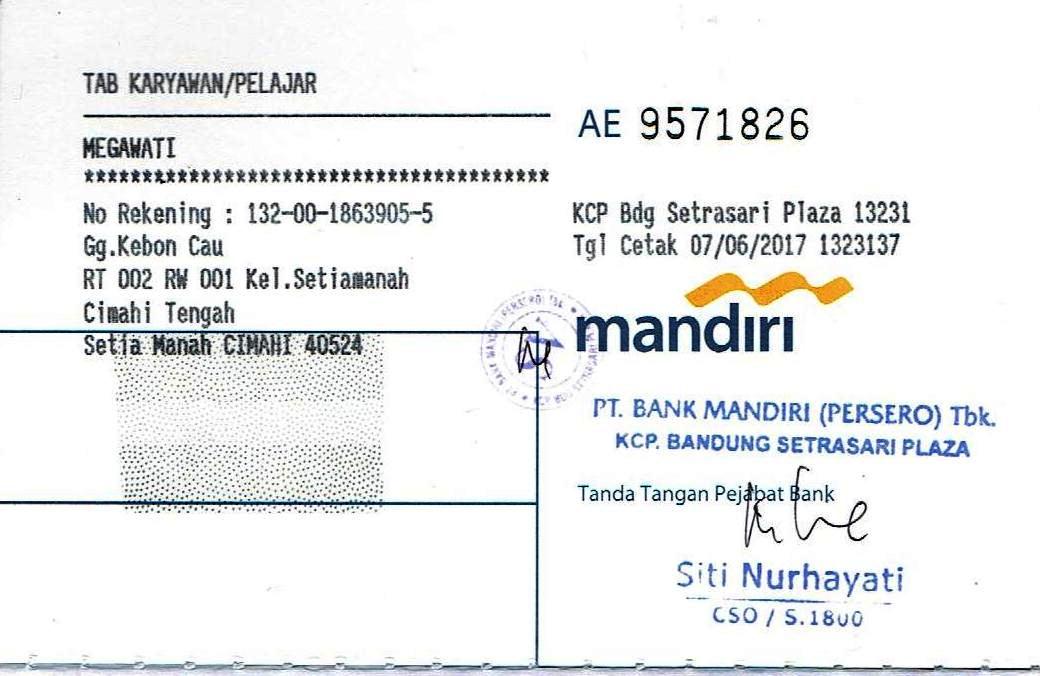 TAB KARYAWAN/PELAJAR
MEGAWATI
****************************************
No Rekening : 132-00-1863905-5
Gg.Kebon Cau
RT 002 RW 001 Kel.Setiamanah
Cimahi Tengah
Setia Manah CIMAHI 40524
AE 9571826
KCP Bdg Setrasari Plaza 13231
Tgl Cetak 07/06/2017 1323137
mandiri
PT. BANK MANDIRI (PERSERO) Tbk.
KCP. BANDUNG SETRASARI PLAZA
Tanda Tangan Pejabat Bank
Siti Nurhayati
CSO / S.1800